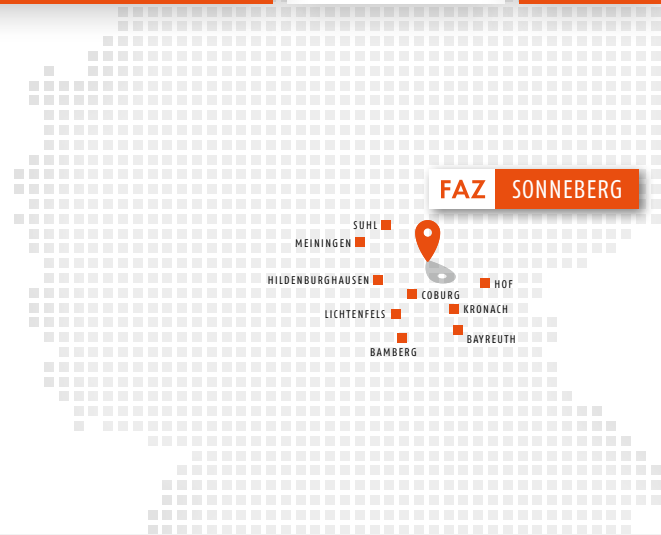 FAZ SONNEBERG
SUHL
MEININGEN
HILDENBURGHAUSEN
HOF
COBURG
KRONACH
LICHTENFELS
BAYREUTH
BAMBERG